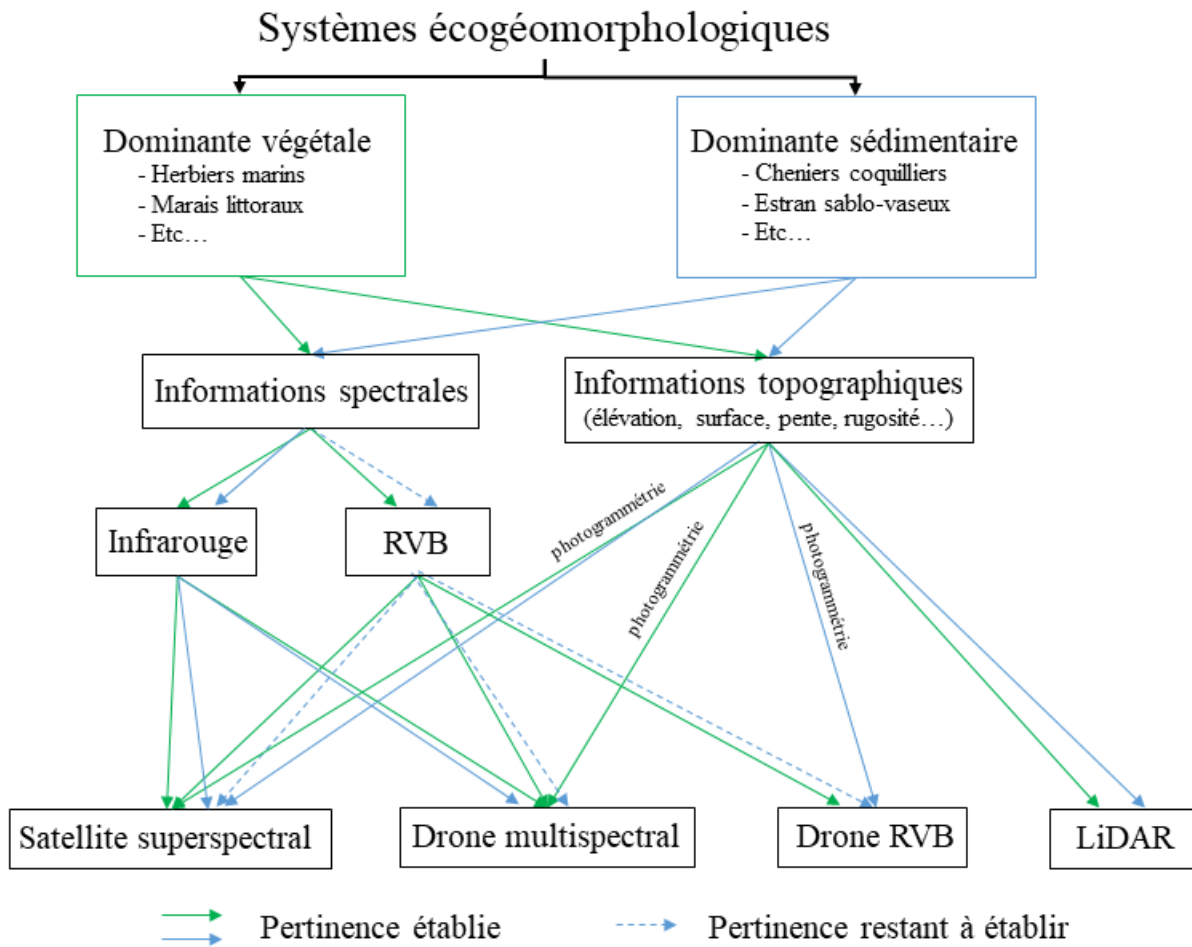 Systèmes écogéomorphologiques
Dominante végétale
- Herbiers marins
- Marais littoraux
- Etc…
Dominante sédimentaire
- Cheniers coquilliers
- Estran sablo-vaseux
- Etc…
Informations spectrales
Informations topographiques
(élévation, surface, pente, rugosité…)
Infrarouge
RVB
photogrammétrie
photogrammétrie
photogrammétrie
Satellite superspectral
Drone multispectral
Drone RVB
LiDAR
Pertinence établie
Pertinence restant à établir